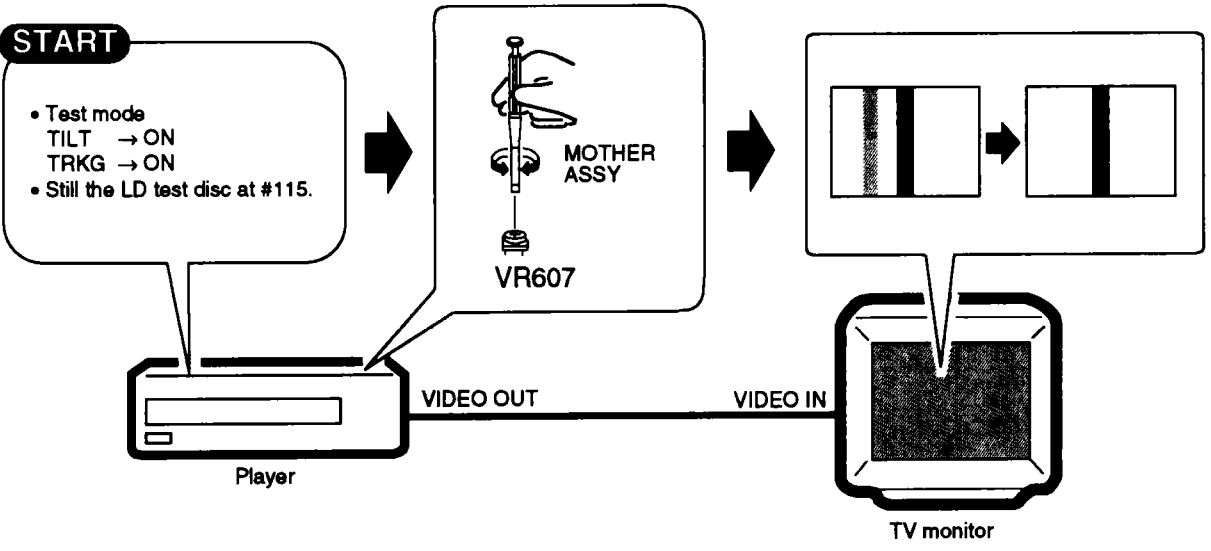 START
• Test mode
TILT → ON
TRKG → ON
• Still the LD test disc at #115.
MOTHER
ASSY
VR607
VIDEO OUT
VIDEO IN
Player
TV monitor